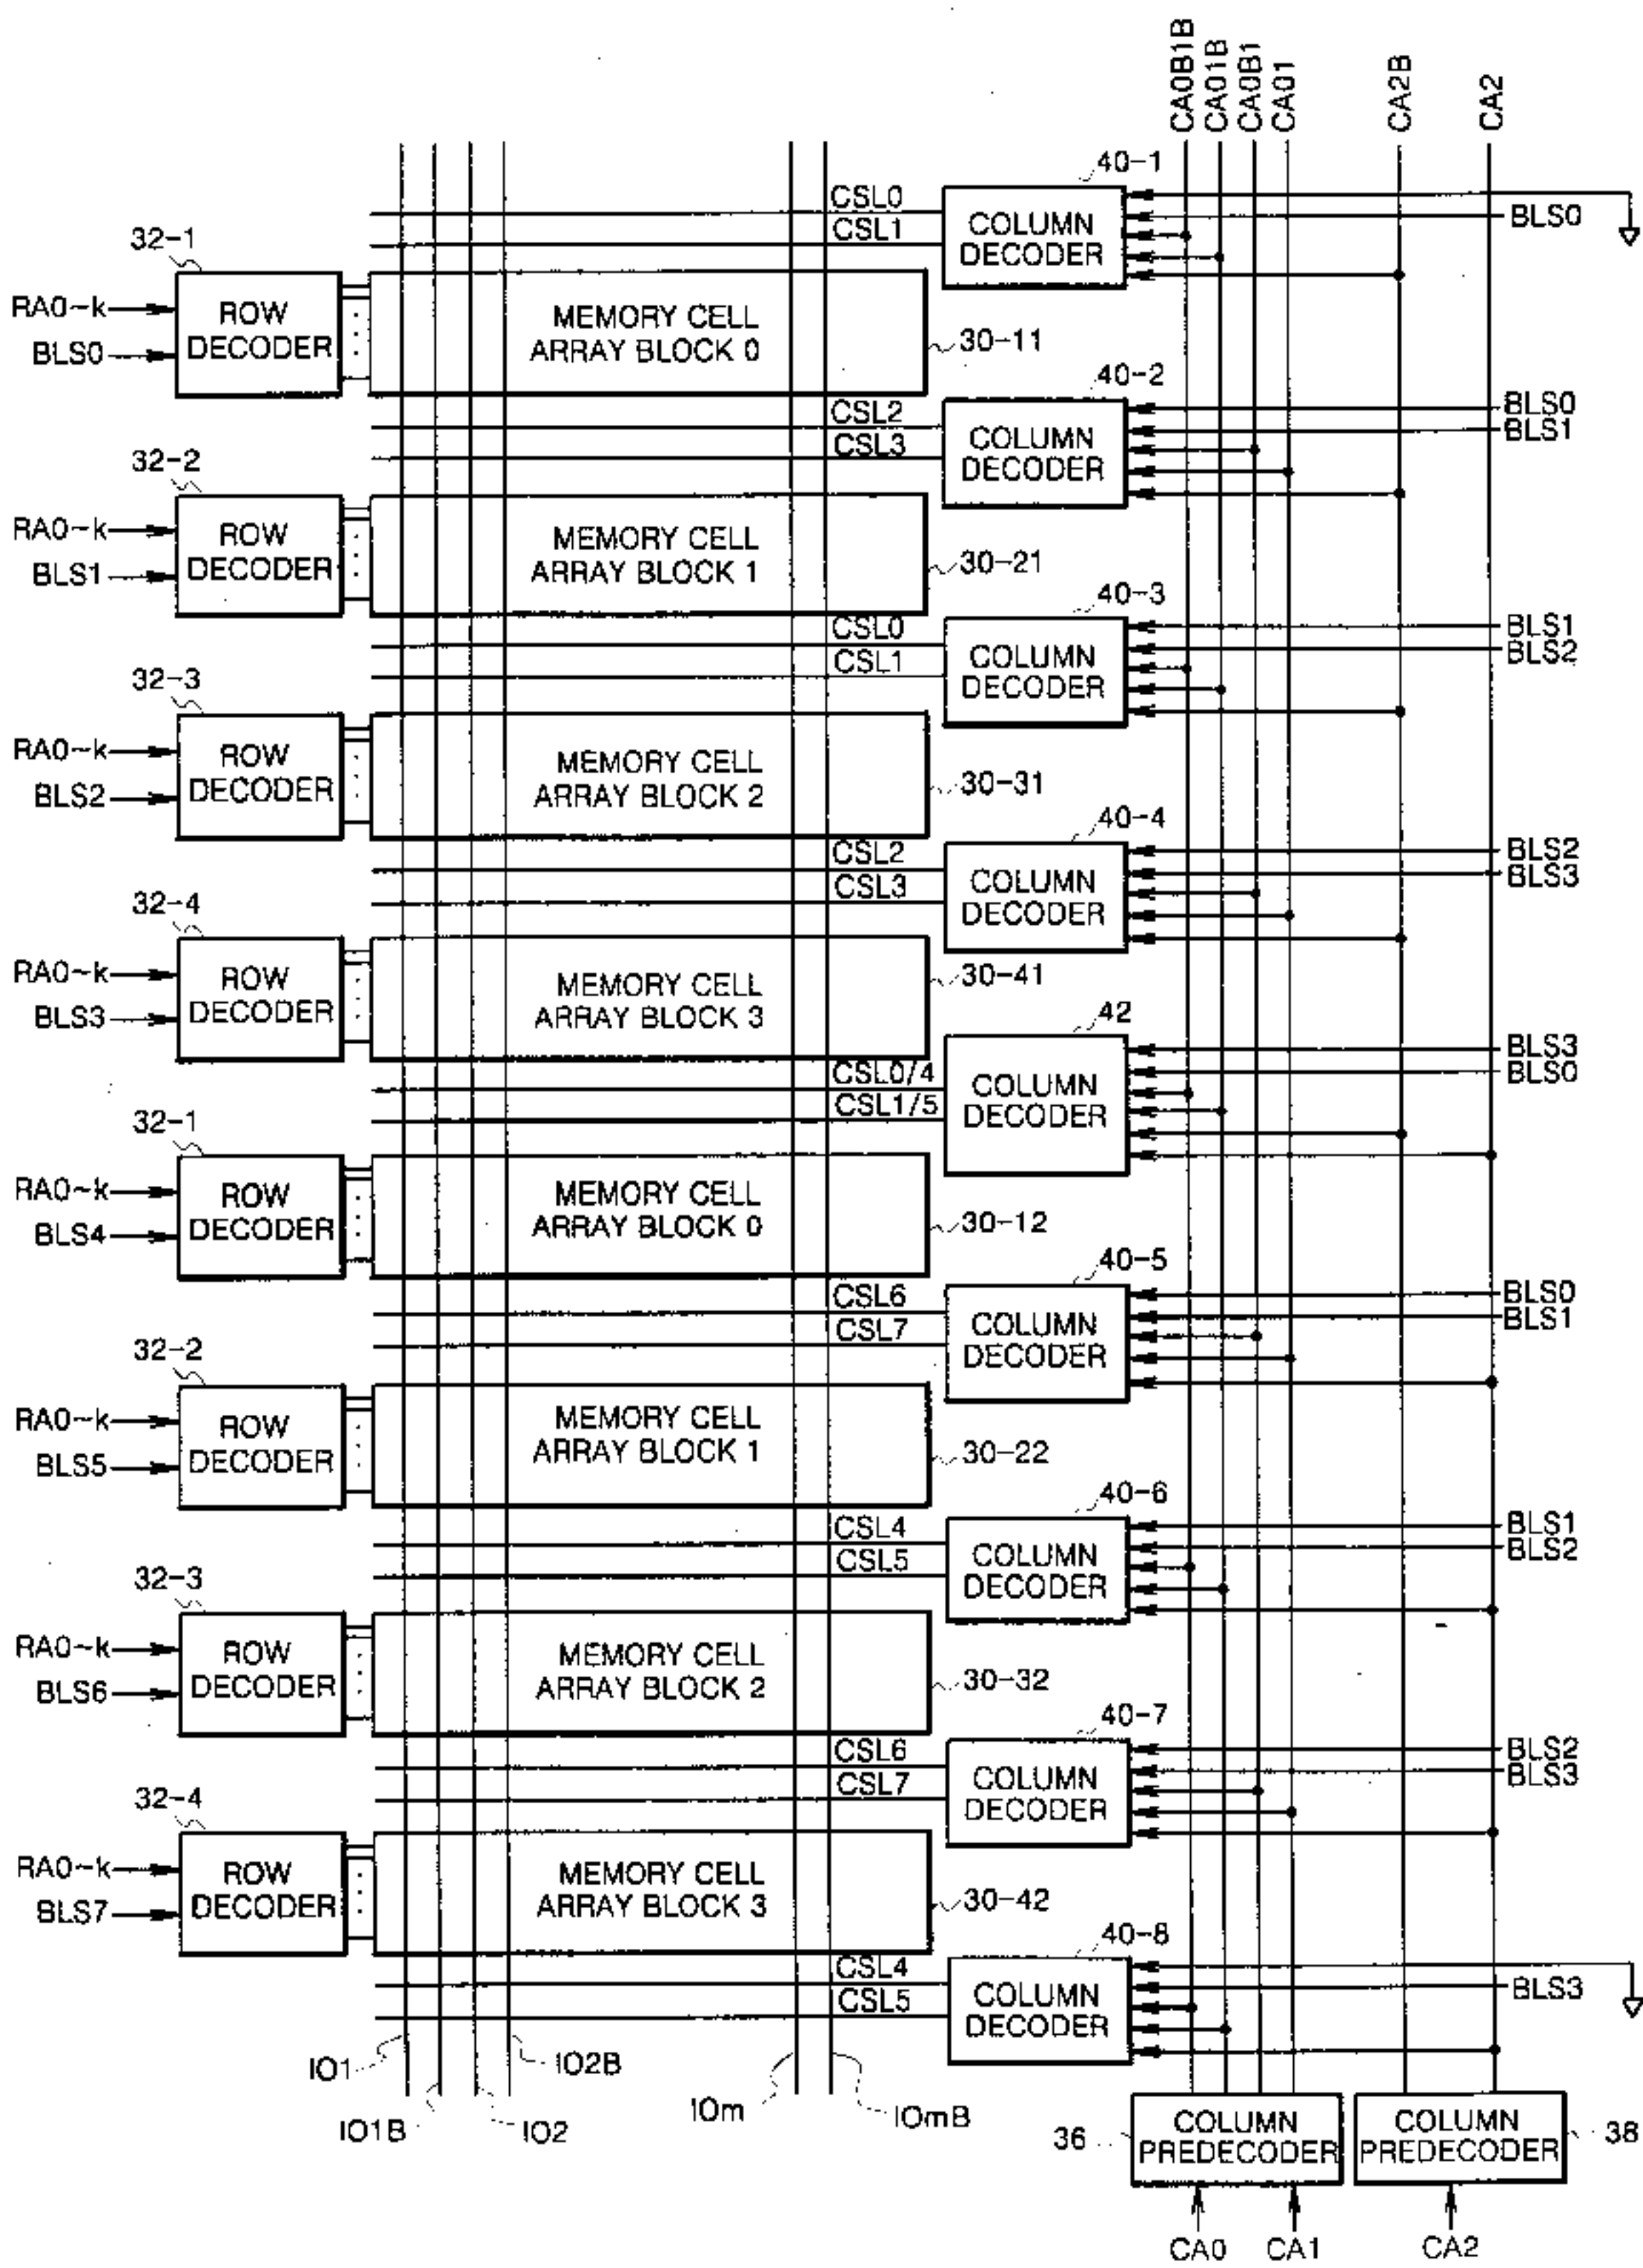 CA0B1B
CA01B
CA0B1
CA01
CA2B
CA2
40-1
CSL0
CSL1
COLUMN
DECODER
BLS0
32-1
RA0~k
BLS0
ROW
DECODER
MEMORY CELL
ARRAY BLOCK 0
30-11
40-2
CSL2
CSL3
COLUMN
DECODER
BLS0
BLS1
32-2
RA0~k
BLS1
ROW
DECODER
MEMORY CELL
ARRAY BLOCK 1
30-21
40-3
CSL0
CSL1
COLUMN
DECODER
BLS1
BLS2
32-3
RA0~k
BLS2
ROW
DECODER
MEMORY CELL
ARRAY BLOCK 2
30-31
40-4
CSL2
CSL3
COLUMN
DECODER
BLS2
BLS3
32-4
RA0~k
BLS3
ROW
DECODER
MEMORY CELL
ARRAY BLOCK 3
30-41
42
CSL0/4
CSL1/5
COLUMN
DECODER
BLS3
BLS0
32-1
RA0~k
BLS4
ROW
DECODER
MEMORY CELL
ARRAY BLOCK 0
30-12
40-5
CSL6
CSL7
COLUMN
DECODER
BLS0
BLS1
32-2
RA0~k
BLS5
ROW
DECODER
MEMORY CELL
ARRAY BLOCK 1
30-22
40-6
CSL4
CSL5
COLUMN
DECODER
BLS1
BLS2
32-3
RA0~k
BLS6
ROW
DECODER
MEMORY CELL
ARRAY BLOCK 2
30-32
40-7
CSL6
CSL7
COLUMN
DECODER
BLS2
BLS3
32-4
RA0~k
BLS7
ROW
DECODER
MEMORY CELL
ARRAY BLOCK 3
30-42
40-8
CSL4
CSL5
COLUMN
DECODER
BLS3
IO1
IO1B
IO2
IO2B
IOm
IOmB
36
COLUMN
PREDECODER
COLUMN
PREDECODER
38
CA0
CA1
CA2